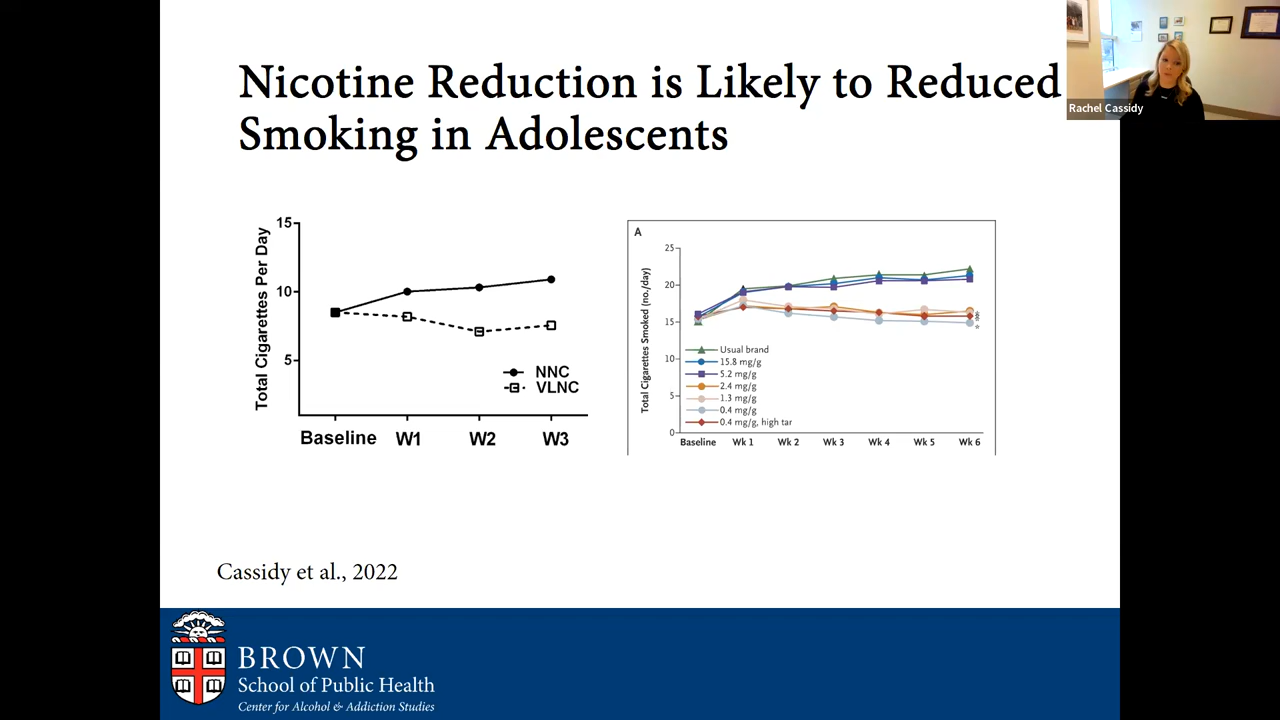 Nicotine Reduction is Likely to Reduced
Smoking in Adolescents
Rachel Cassidy
15
10
5
Total Cigarettes Per Day
NNC
VLNC
Baseline W1 W2 W3
A
25
20
15
10
5
0
Total Cigarettes Smoked (no./day)
Usual brand
15.8 mg/g
5.2 mg/g
2.4 mg/g
1.3 mg/g
0.4 mg/g
0.4 mg/g, high tar
* * *
Baseline Wk 1 Wk 2 Wk 3 Wk 4 Wk 5 Wk 6
Cassidy et al., 2022
BROWN
School of Public Health
Center for Alcohol & Addiction Studies